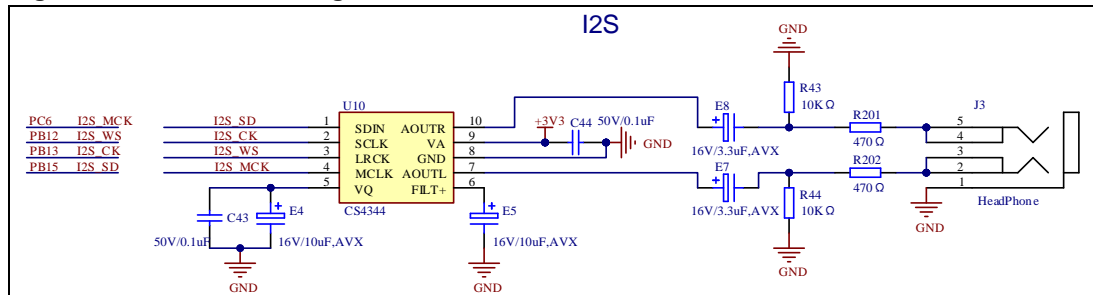 I2S
GND
R43
10KΩ
J3
U10
E8
R201
PC6 I2S_MCK I2S_SD 1 SDIN AOUTR 10 +3V3 C44 50V/0.1uF 470Ω 5
PB12 I2S_WS I2S_CK 2 SCLK VA 9 GND 16V/3.3uF,AVX R202 4
PB13 I2S_CK I2S_WS 3 LRCK GND 8 E7 3
PB15 I2S_SD I2S_MCK 4 MCLK AOUTL 7 470Ω 2
5 VQ FILT+ 6 16V/3.3uF,AVX R44 1
CS4344 10KΩ HeadPhone
C43 E4 E5 GND
50V/0.1uF 16V/10uF,AVX 16V/10uF,AVX
GND GND GND